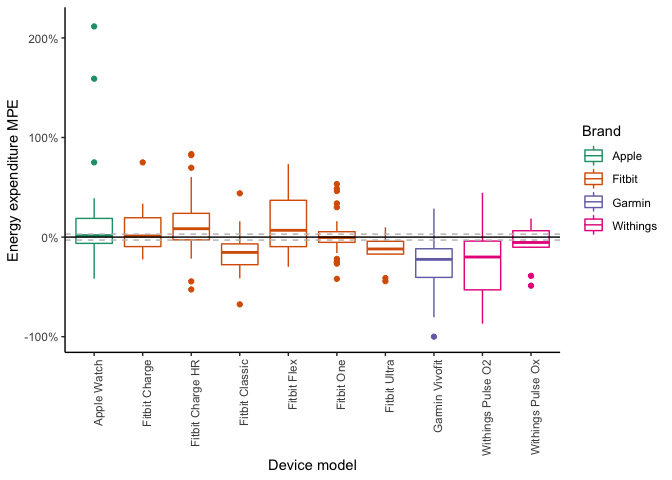 Energy expenditure MPE
200%
100%
0%
-100%
Apple Watch
Fitbit Charge
Fitbit Charge HR
Fitbit Classic
Fitbit Flex
Fitbit One
Fitbit Ultra
Garmin Vivofit
Withings Pulse O2
Withings Pulse Ox
Device model
Brand
Apple
Fitbit
Garmin
Withings